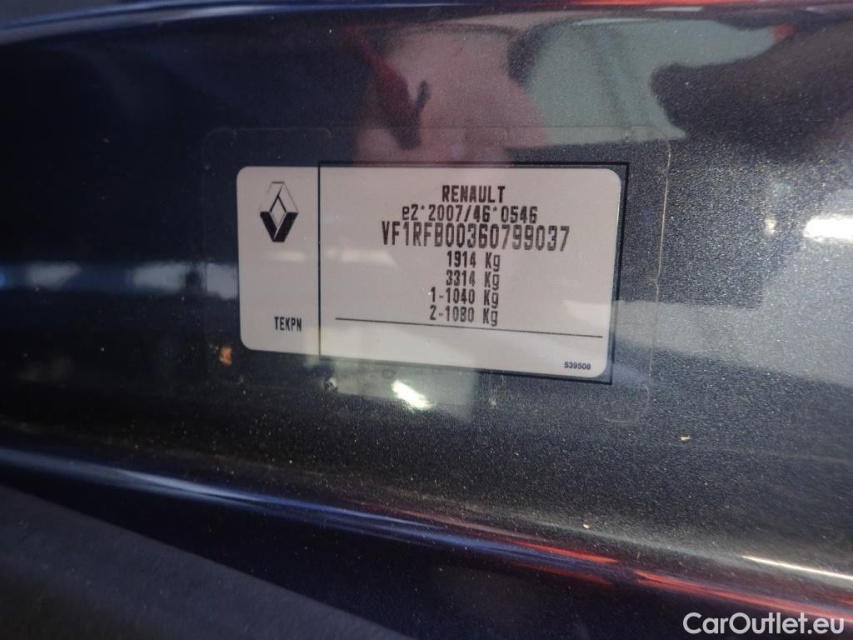 RENAULT
e2*2007/46*0546
VF1RFB00360799037
1914 Kg
3314 Kg
1-1040 Kg
2-1080 Kg
TEKPN
539508
CarOutlet.eu